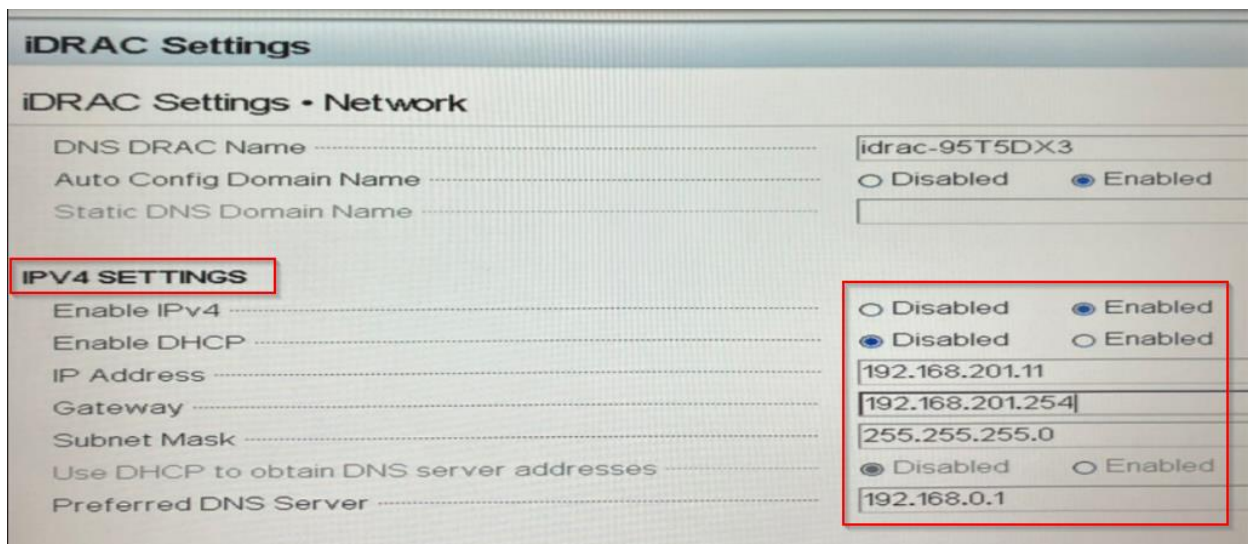 iDRAC Settings
iDRAC Settings • Network
DNS DRAC Name idrac-95T5DX3
Auto Config Domain Name Disabled Enabled
Static DNS Domain Name
IPV4 SETTINGS
Enable IPv4 Disabled Enabled
Enable DHCP Disabled Enabled
IP Address 192.168.201.11
Gateway 192.168.201.254
Subnet Mask 255.255.255.0
Use DHCP to obtain DNS server addresses Disabled Enabled
Preferred DNS Server 192.168.0.1